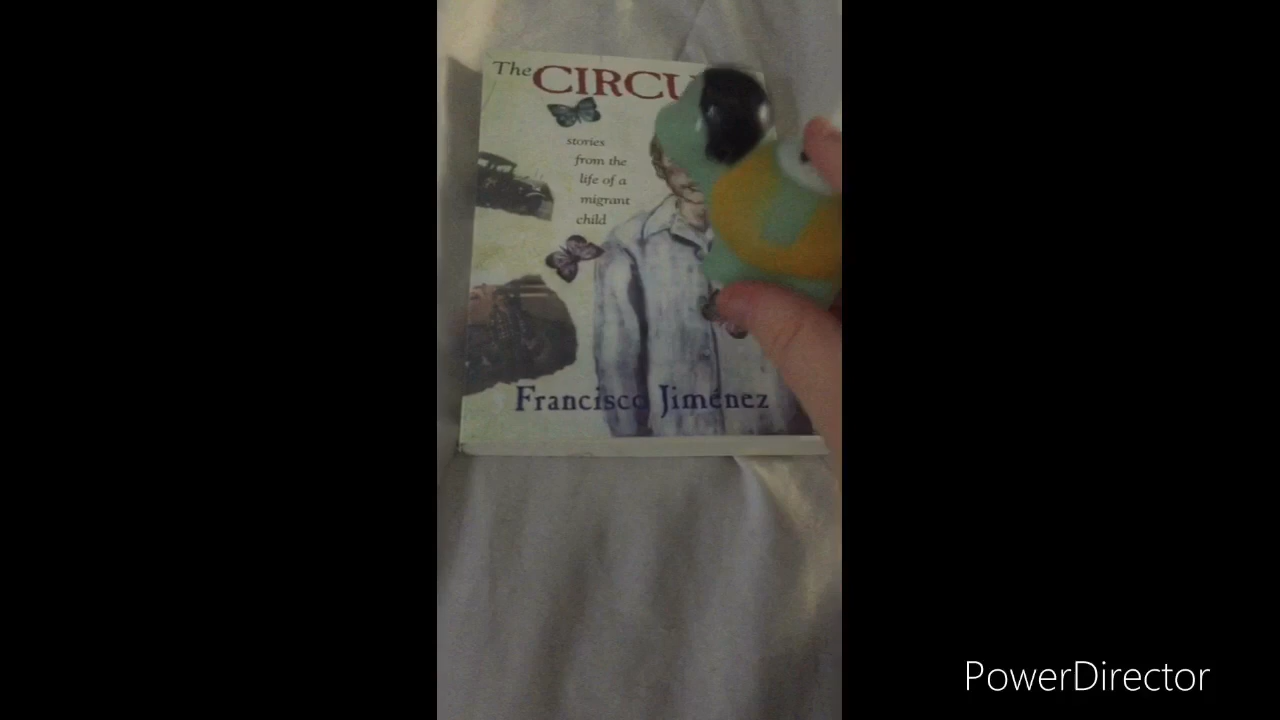 The CIRCU
stories
from the
life of a
migrant
child
Francisco Jiménez
PowerDirector